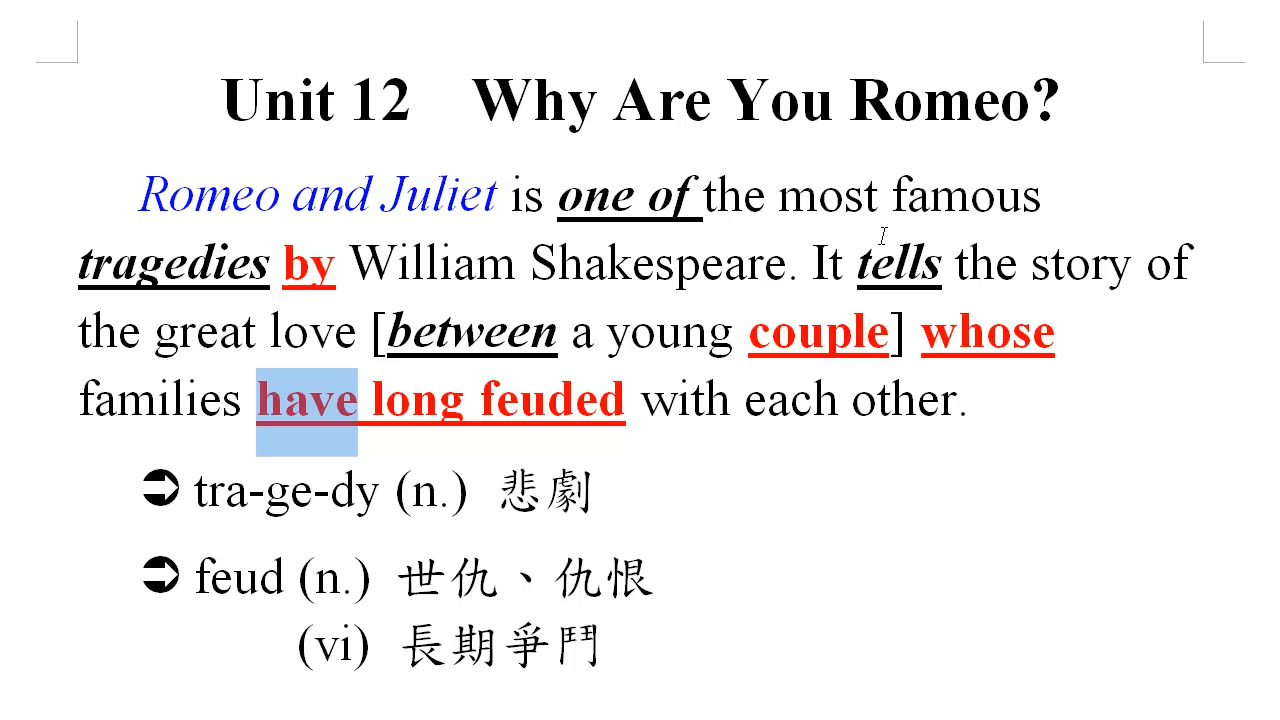 Unit 12 Why Are You Romeo?
Romeo and Juliet is one of the most famous
tragedies by William Shakespeare. It tells the story of
the great love [between a young couple] whose
families have long feuded with each other.
➲ tra-ge-dy (n.) 悲劇
➲ feud (n.) 世仇、仇恨
(vi) 長期爭鬥